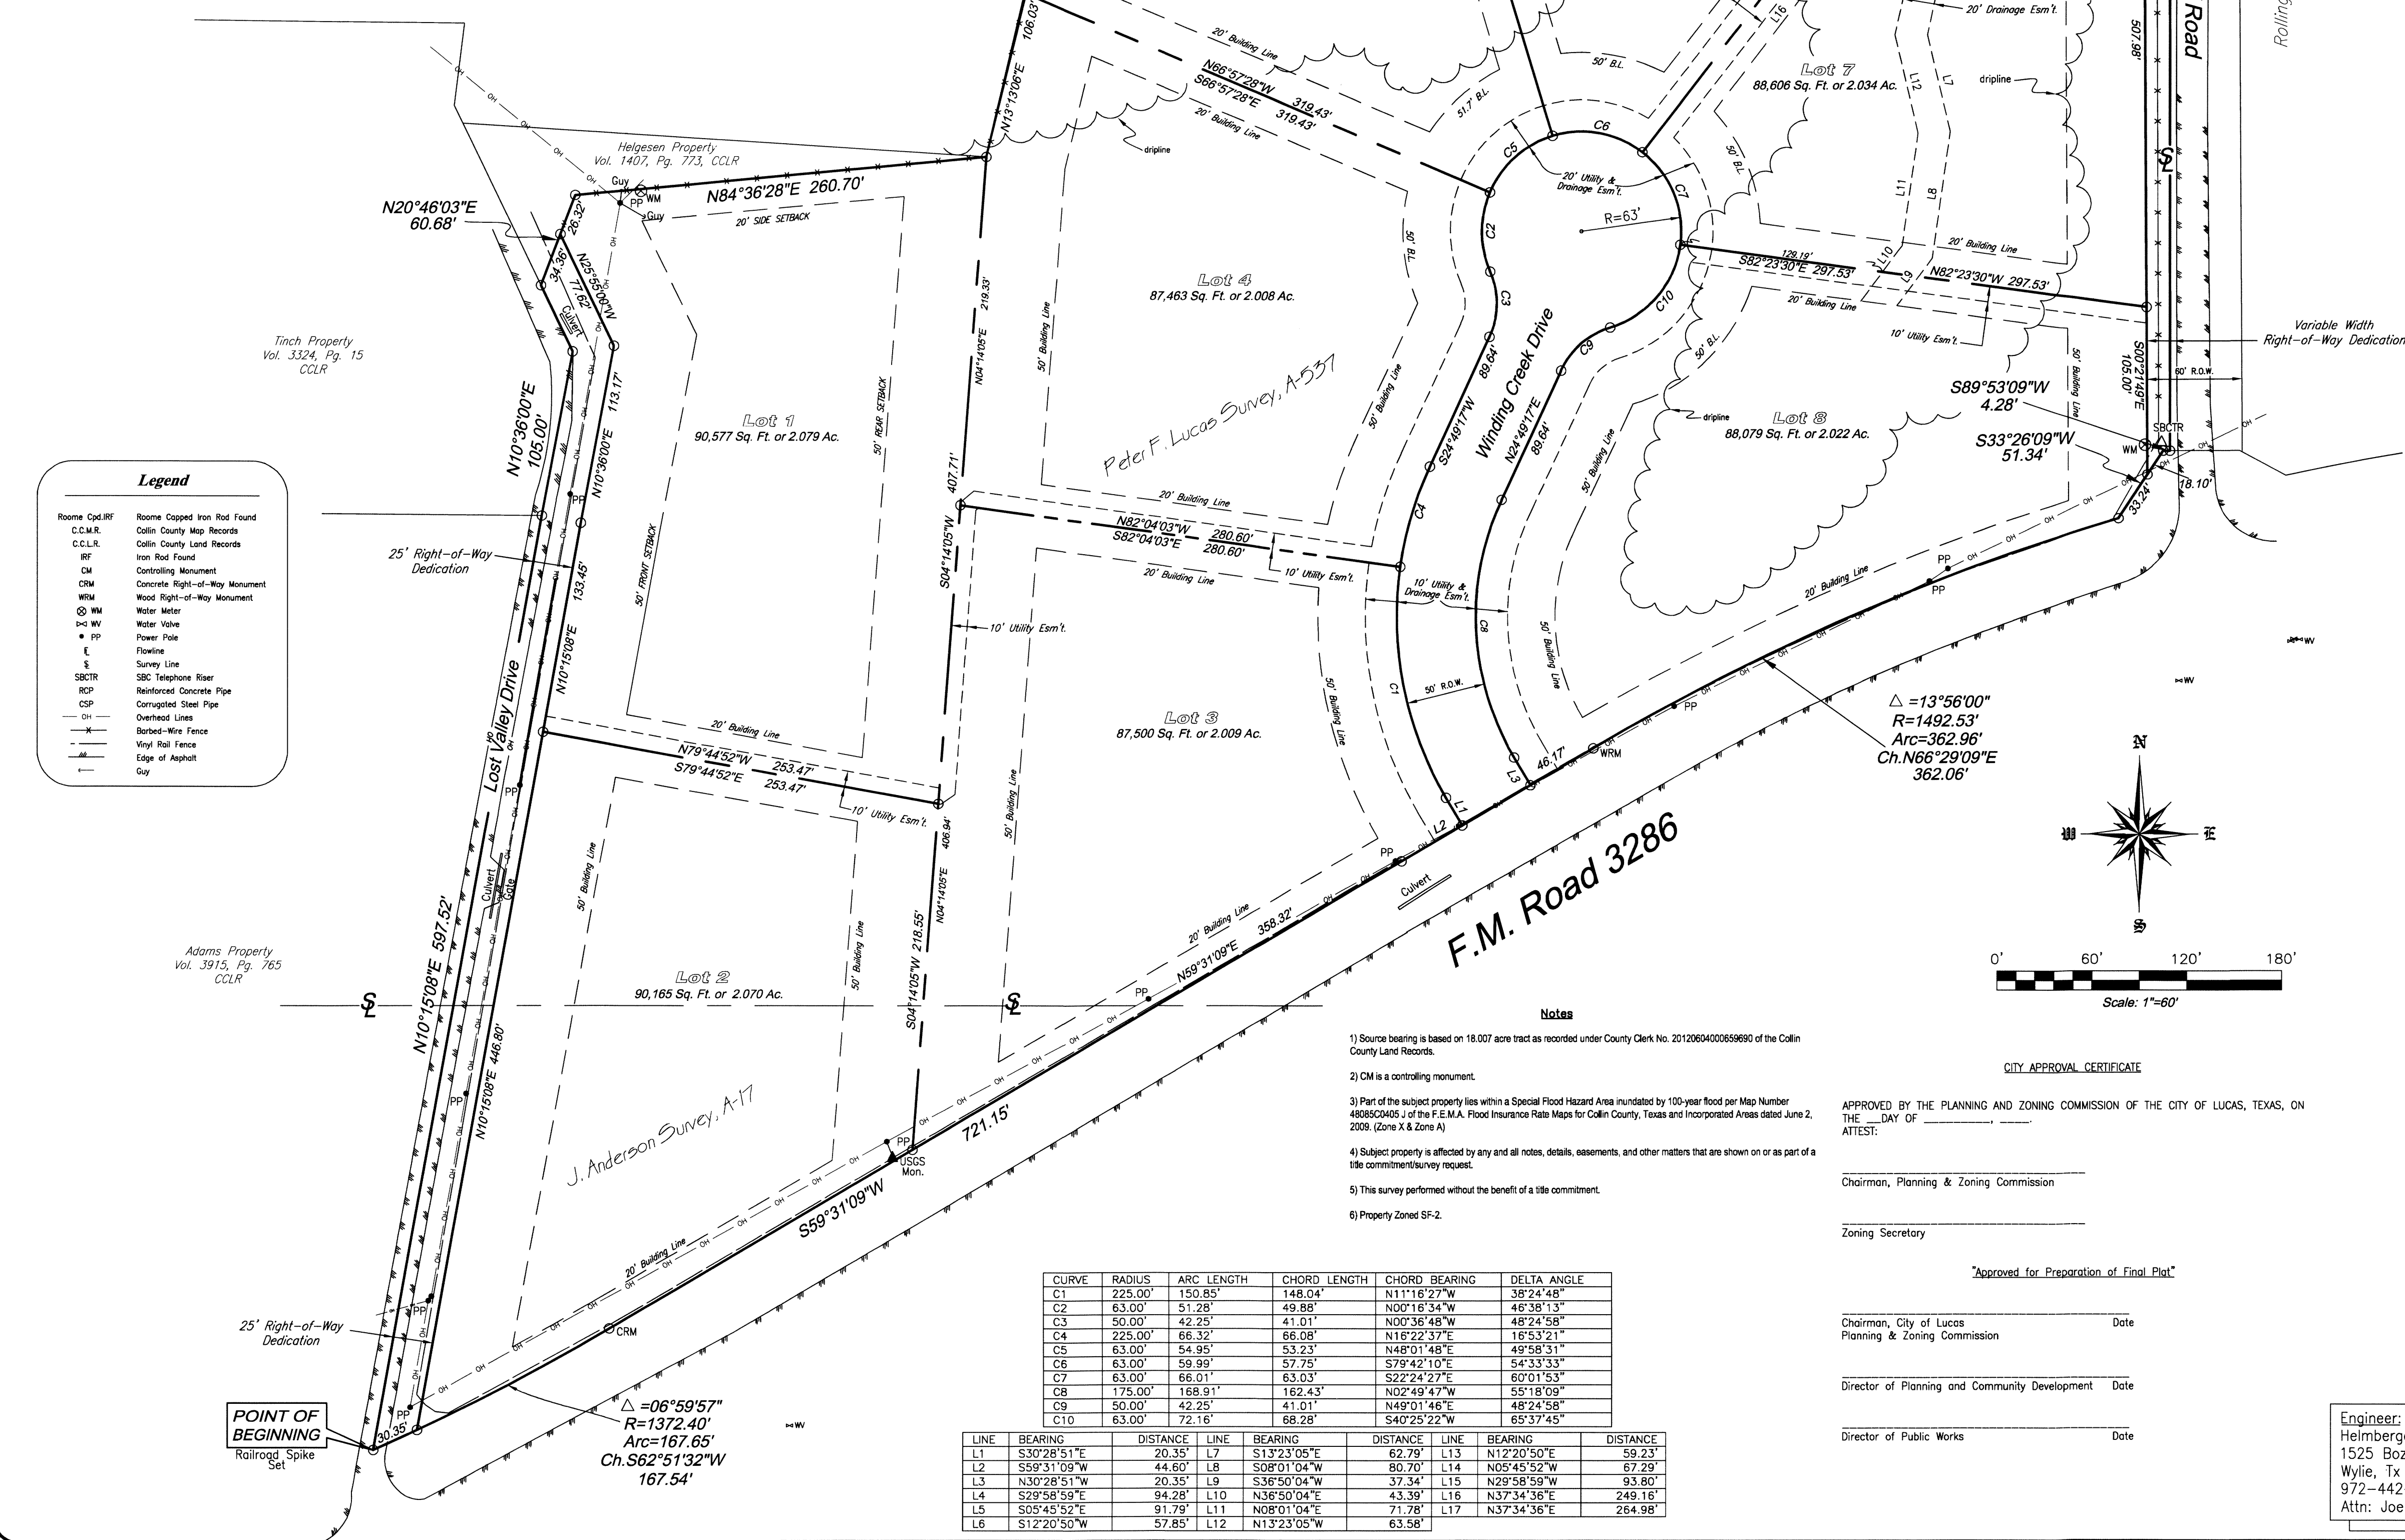 106.03'
N13°13'06"E
20' Building Line
N66°57'28"W 319.43'
S66°57'28"E 319.43'
20' Building Line
51.7' B.L.
50' B.L.
L16
Lot 7
88,606 Sq. Ft. or 2.034 Ac.
20' Drainage Esm't.
L12
L7
L11
L8
dripline
507.98'
Road
Rolling
Helgesen Property
Vol. 1407, Pg. 773, CCLR
Guy
WM
PP
Guy
N84°36'28"E 260.70'
20' SIDE SETBACK
dripline
N20°46'03"E
60.68'
26.32'
34.36'
N25°55'00"W
77.62'
Culvert
C5
C6
C7
C2
C3
20' Utility &
Drainage Esm't.
R=63'
50' B.L.
50' B.L.
C10
C9
50' B.L.
20' Building Line
129.19'
S82°23'30"E 297.53'
N82°23'30"W 297.53'
L10
L9
20' Building Line
10' Utility Esm't.
Variable Width
Right-of-Way Dedication
S00°21'49"E
105.00'
60' R.O.W.
50' Building Line
S89°53'09"W
4.28'
SBCTR
WM
S33°26'09"W
51.34'
18.10'
33.24'
Tinch Property
Vol. 3324, Pg. 15
CCLR
N10°36'00"E
105.00'
113.17'
N10°36'00"E
PP
Lot 1
90,577 Sq. Ft. or 2.079 Ac.
50' REAR SETBACK
50' FRONT SETBACK
N04°14'05"E 219.33'
S04°14'05"W 407.71'
50' Building Line
Lot 4
87,463 Sq. Ft. or 2.008 Ac.
Peter F. Lucas Survey, A-537
50' Building Line
S24°49'17"W 89.64'
Winding Creek Drive
N24°49'17"E 89.64'
50' Building Line
dripline
Lot 8
88,079 Sq. Ft. or 2.022 Ac.
20' Building Line
N82°04'03"W 280.60'
S82°04'03"E 280.60'
10' Utility Esm't.
20' Building Line
C4
10' Utility &
Drainage Esm't.
C8
C1
50' R.O.W.
50' Building Line
20' Building Line
PP
PP
WV
WV
Legend
Roome Cpd.IRF Roome Capped Iron Rod Found
C.C.M.R. Collin County Map Records
C.C.L.R. Collin County Land Records
IRF Iron Rod Found
CM Controlling Monument
CRM Concrete Right-of-Way Monument
WRM Wood Right-of-Way Monument
WM Water Meter
WV Water Valve
PP Power Pole
Flowline
Survey Line
SBCTR SBC Telephone Riser
RCP Reinforced Concrete Pipe
CSP Corrugated Steel Pipe
OH Overhead Lines
Barbed-Wire Fence
Vinyl Rail Fence
Edge of Asphalt
Guy
25' Right-of-Way
Dedication
N10°15'08"E 133.45'
10' Utility Esm't.
Lost Valley Drive
PP
20' Building Line
N79°44'52"W 253.47'
S79°44'52"E 253.47'
10' Utility Esm't.
Lot 3
87,500 Sq. Ft. or 2.009 Ac.
50' Building Line
50' Building Line
L3
L1
L2
46.17'
WRM
PP
△ =13°56'00"
R=1492.53'
Arc=362.96'
Ch.N66°29'09"E
362.06'
N
W
E
S
0' 60' 120' 180'
Scale: 1"=60'
Culvert
Gate
N10°15'08"E 597.52'
N10°15'08"E 446.80'
50' Building Line
50' Building Line
N04°14'05"E 406.94'
S04°14'05"W 218.55'
Adams Property
Vol. 3915, Pg. 765
CCLR
Lot 2
90,165 Sq. Ft. or 2.070 Ac.
J. Anderson Survey, A-17
PP
Culvert
20' Building Line
N59°31'09"E 358.32'
PP
F.M. Road 3286
721.15'
PP
USGS
Mon.
S59°31'09"W
20' Building Line
CRM
PP
PP
25' Right-of-Way
Dedication
PP
POINT OF
BEGINNING
Railroad Spike
Set
30.35'
△ =06°59'57"
R=1372.40'
Arc=167.65'
Ch.S62°51'32"W
167.54'
WV
Notes
1) Source bearing is based on 18.007 acre tract as recorded under County Clerk No. 20120604000659690 of the Collin
County Land Records.
2) CM is a controlling monument.
3) Part of the subject property lies within a Special Flood Hazard Area inundated by 100-year flood per Map Number
48085C0405 J of the F.E.M.A. Flood Insurance Rate Maps for Collin County, Texas and Incorporated Areas dated June 2,
2009. (Zone X & Zone A)
4) Subject property is affected by any and all notes, details, easements, and other matters that are shown on or as part of a
title commitment/survey request.
5) This survey performed without the benefit of a title commitment.
6) Property Zoned SF-2.
CITY APPROVAL CERTIFICATE
APPROVED BY THE PLANNING AND ZONING COMMISSION OF THE CITY OF LUCAS, TEXAS, ON
THE __DAY OF __________, ____.
ATTEST:
Chairman, Planning & Zoning Commission
Zoning Secretary
"Approved for Preparation of Final Plat"
Chairman, City of Lucas Date
Planning & Zoning Commission
Director of Planning and Community Development Date
Director of Public Works Date
CURVE RADIUS ARC LENGTH CHORD LENGTH CHORD BEARING DELTA ANGLE
C1 225.00' 150.85' 148.04' N11°16'27"W 38°24'48"
C2 63.00' 51.28' 49.88' N00°16'34"W 46°38'13"
C3 50.00' 42.25' 41.01' N00°36'48"W 48°24'58"
C4 225.00' 66.32' 66.08' N16°22'37"E 16°53'21"
C5 63.00' 54.95' 53.23' N48°01'48"E 49°58'31"
C6 63.00' 59.99' 57.75' S79°42'10"E 54°33'33"
C7 63.00' 66.01' 63.03' S22°24'27"E 60°01'53"
C8 175.00' 168.91' 162.43' N02°49'47"W 55°18'09"
C9 50.00' 42.25' 41.01' N49°01'46"E 48°24'58"
C10 63.00' 72.16' 68.28' S40°25'22"W 65°37'45"
LINE BEARING DISTANCE LINE BEARING DISTANCE LINE BEARING DISTANCE
L1 S30°28'51"E 20.35' L7 S13°23'05"E 62.79' L13 N12°20'50"E 59.23'
L2 S59°31'09"W 44.60' L8 S08°01'04"W 80.70' L14 N05°45'52"W 67.29'
L3 N30°28'51"W 20.35' L9 S36°50'04"W 37.34' L15 N29°58'59"W 93.80'
L4 S29°58'59"E 94.28' L10 N36°50'04"E 43.39' L16 N37°34'36"E 249.16'
L5 S05°45'52"E 91.79' L11 N08°01'04"E 71.78' L17 N37°34'36"E 264.98'
L6 S12°20'50"W 57.85' L12 N13°23'05"W 63.58'
Engineer:
Helmberge
1525 Boz
Wylie, Tx
972-442
Attn: Joe